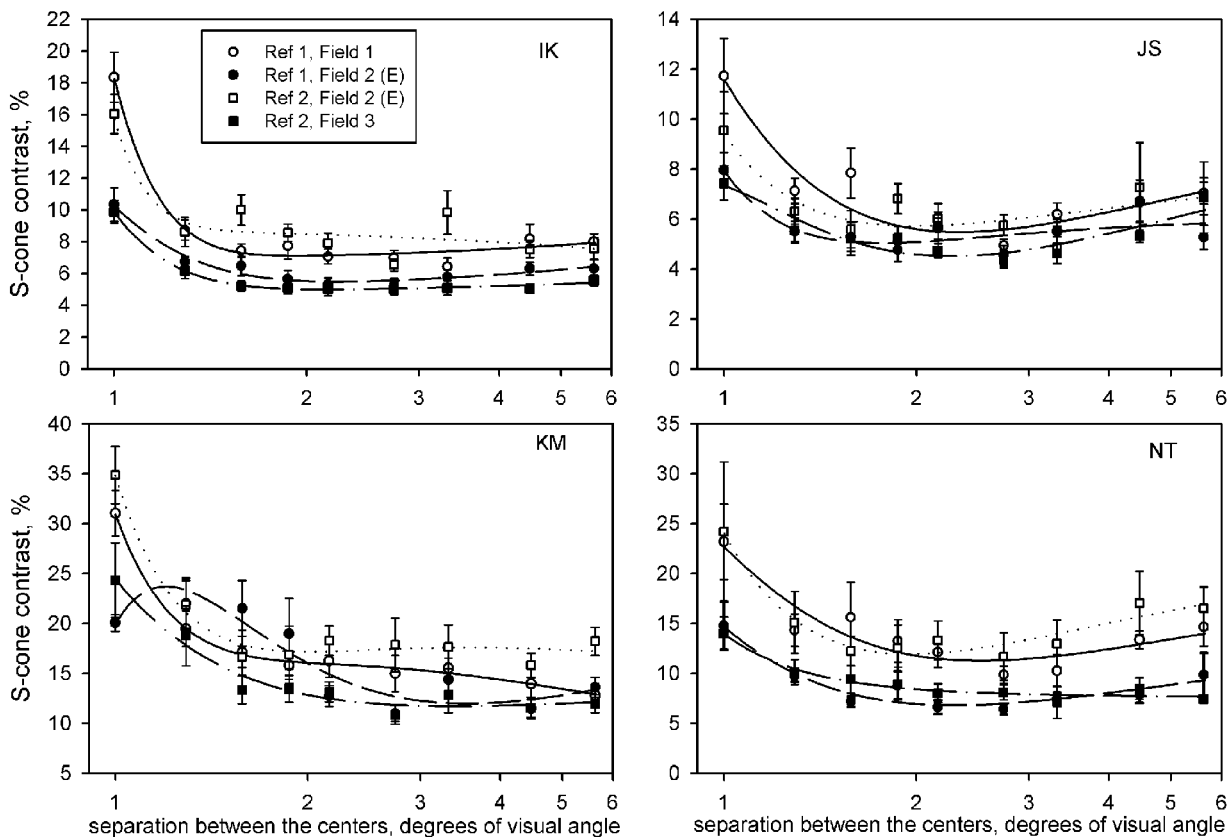 22
20
18
16
14
12
10
8
6
4
2
0
S-cone contrast, %
Ref 1, Field 1
Ref 1, Field 2 (E)
Ref 2, Field 2 (E)
Ref 2, Field 3
IK
1 2 3 4 5 6
14
12
10
8
6
4
2
0
S-cone contrast, %
JS
1 2 3 4 5 6
40
35
30
25
20
15
10
5
S-cone contrast, %
KM
1 2 3 4 5 6
separation between the centers, degrees of visual angle
35
30
25
20
15
10
5
0
S-cone contrast, %
NT
1 2 3 4 5 6
separation between the centers, degrees of visual angle